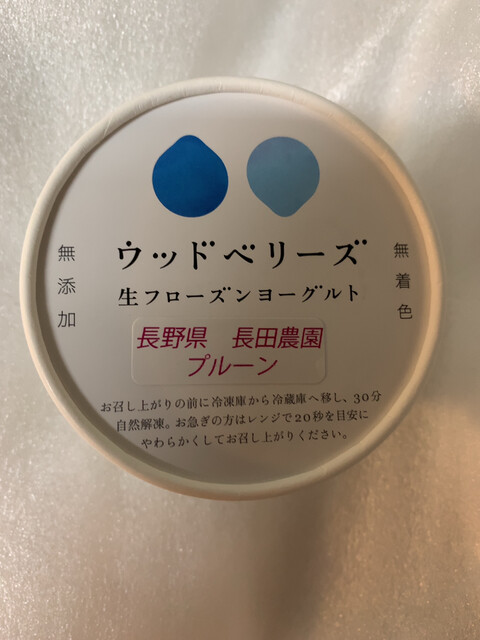 ウッドベリーズ
生フローズンヨーグルト
無添加
無着色
長野県 長田農園
プルーン
お召し上がりの前に冷凍庫から冷蔵庫へ移し、30分
自然解凍。お急ぎの方はレンジで20秒を目安に
やわらかくしてお召し上がりください。